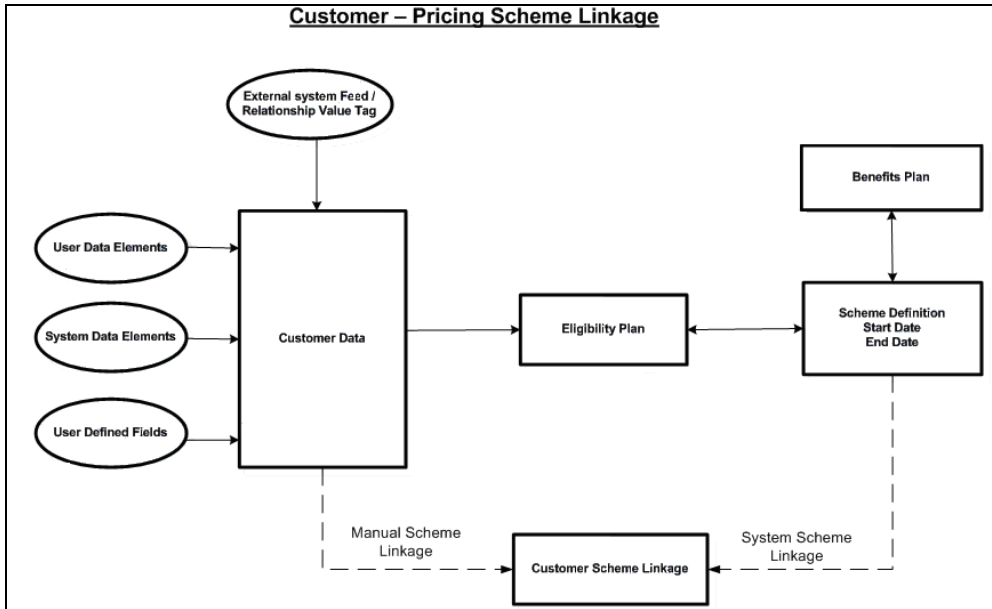 Customer – Pricing Scheme Linkage
External system Feed /
Relationship Value Tag
Benefits Plan
User Data Elements
System Data Elements
Customer Data
Eligibility Plan
Scheme Definition
Start Date
End Date
User Defined Fields
Manual Scheme
Linkage
System Scheme
Linkage
Customer Scheme Linkage